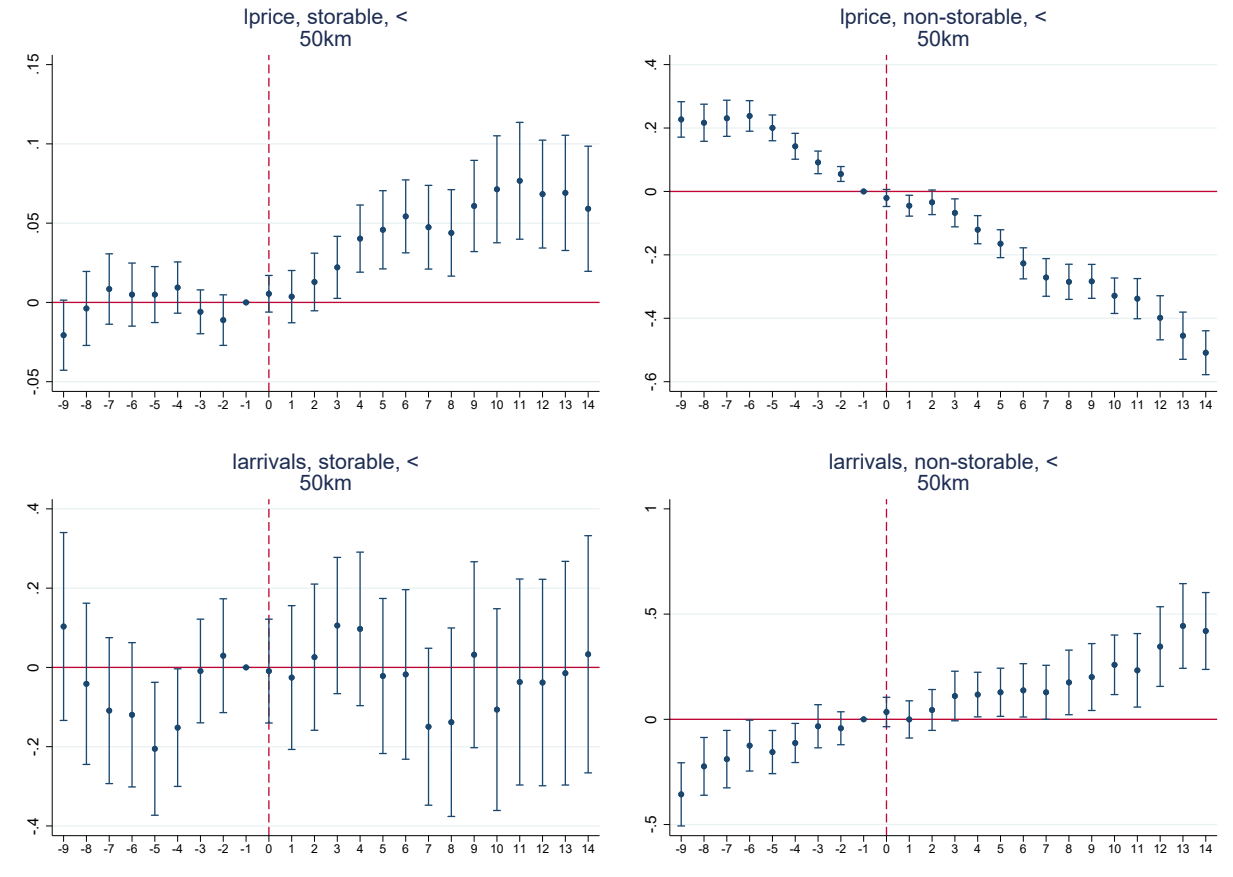 lprice, storable, <
50km
.15
.1
.05
0
-.05
-9 -8 -7 -6 -5 -4 -3 -2 -1 0 1 2 3 4 5 6 7 8 9 10 11 12 13 14
lprice, non-storable, <
50km
.4
.2
0
-.2
-.4
-.6
-9 -8 -7 -6 -5 -4 -3 -2 -1 0 1 2 3 4 5 6 7 8 9 10 11 12 13 14
larrivals, storable, <
50km
.4
.2
0
-.2
-.4
-9 -8 -7 -6 -5 -4 -3 -2 -1 0 1 2 3 4 5 6 7 8 9 10 11 12 13 14
larrivals, non-storable, <
50km
1
.5
0
-.5
-9 -8 -7 -6 -5 -4 -3 -2 -1 0 1 2 3 4 5 6 7 8 9 10 11 12 13 14